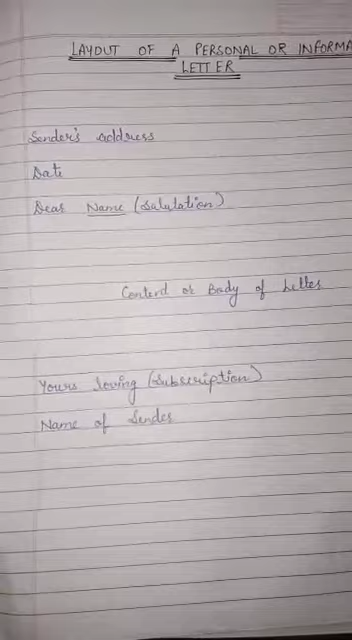 LAYOUT OF A PERSONAL OR INFORMA
LETTER
Sender's address
Date
Dear Name (Salutation)
Content or Body of Letter
Yours loving (Subscription)
Name of Sender